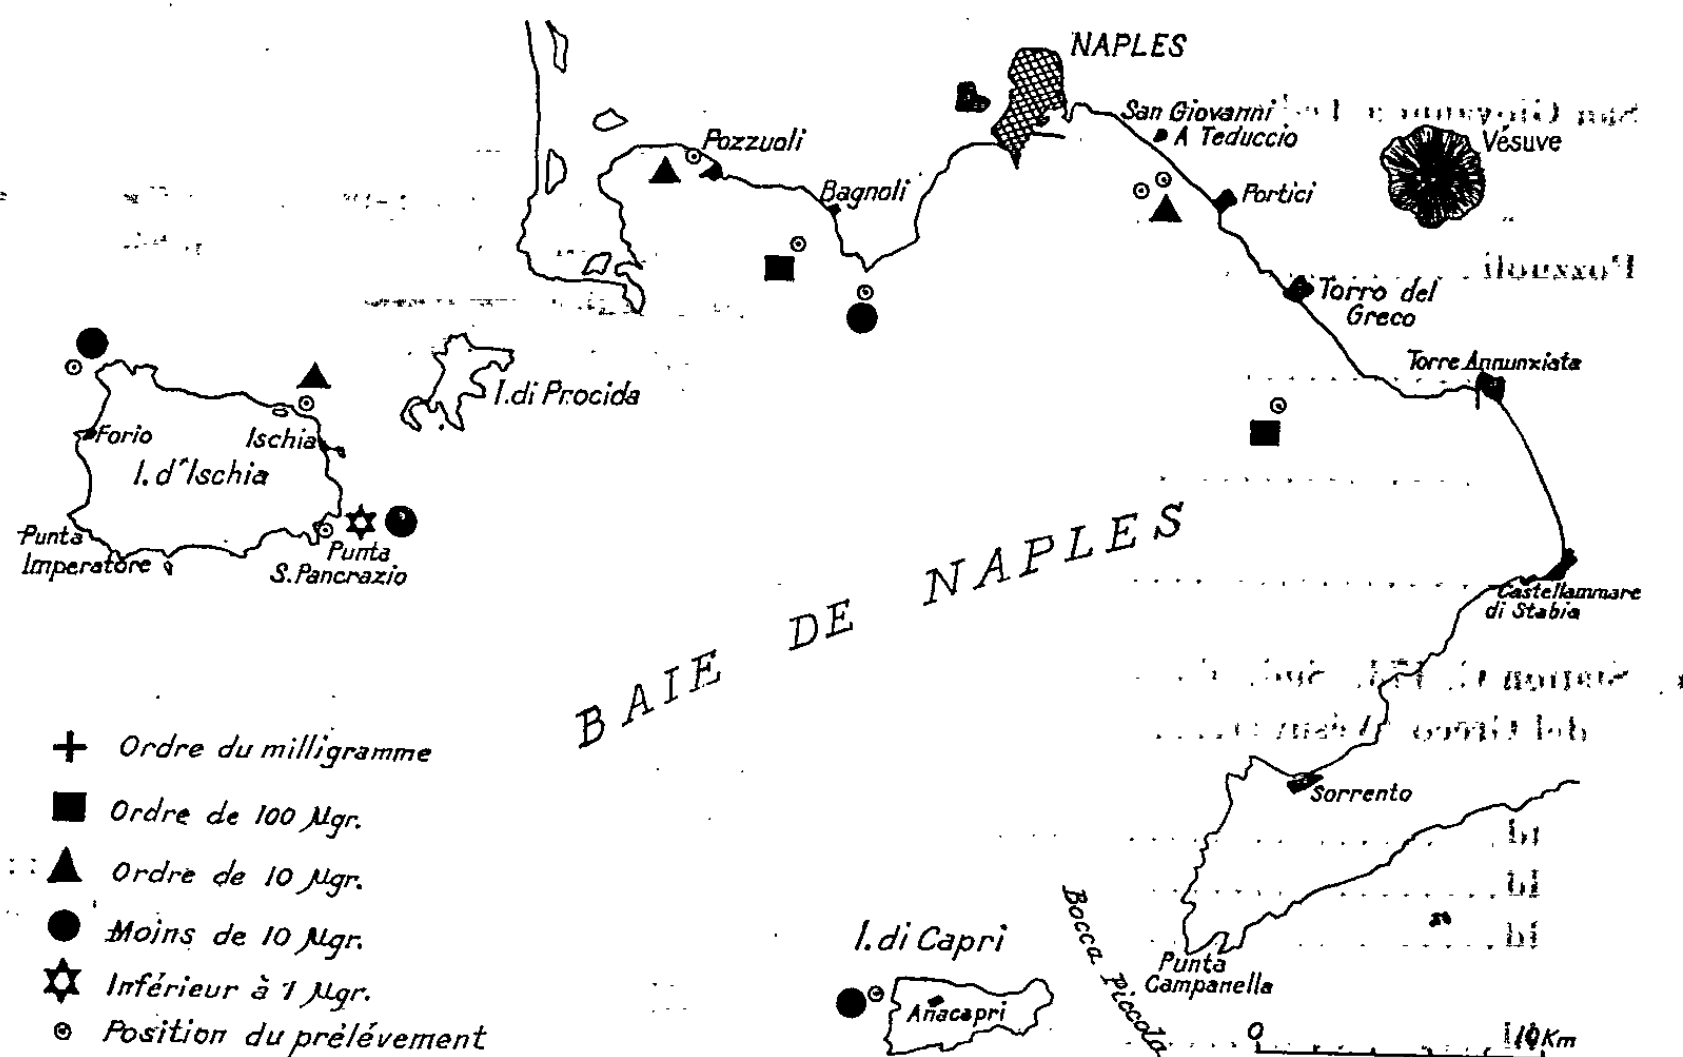 NAPLES
San Giovanni
A Teduccio
Vésuve
Pozzuoli
Bagnoli
Portici
Torro del
Greco
Torre Annunxiata
I. di Procida
Forio
Ischia
I. d'Ischia
Punta
Imperatore
Punta
S. Pancrazio
BAIE DE NAPLES
Castellammare
di Stabia
Sorrento
Ordre du milligramme
Ordre de 100 µgr.
Ordre de 10 µgr.
Moins de 10 µgr.
Inférieur à 1 µgr.
Position du prélévement
I. di Capri
Anacapri
Bocca Piccola
Punta
Campanella
0
10 Km